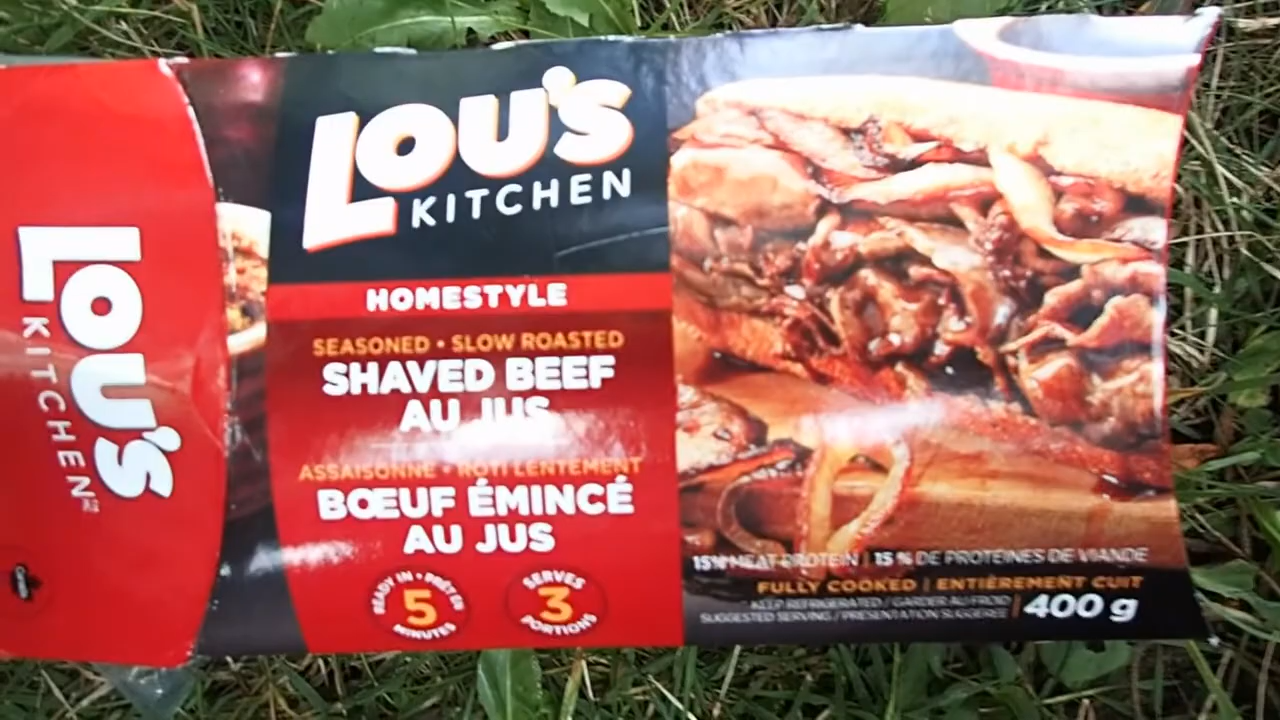 LOU'S
KITCHEN
LOU'S
KITCHEN
HOMESTYLE
SEASONED • SLOW ROASTED
SHAVED BEEF
AU JUS
ASSAISONNÉ • RÔTI LENTEMENT
BŒUF ÉMINCÉ
AU JUS
READY IN • PRÊT EN
5
MINUTES
SERVES
3
PORTIONS
15% MEAT PROTEIN | 15 % DE PROTÉINES DE VIANDE
FULLY COOKED | ENTIÈREMENT CUIT
KEEP REFRIGERATED / GARDER AU FROID
SUGGESTED SERVING / PRÉSENTATION SUGGÉRÉE
400 g